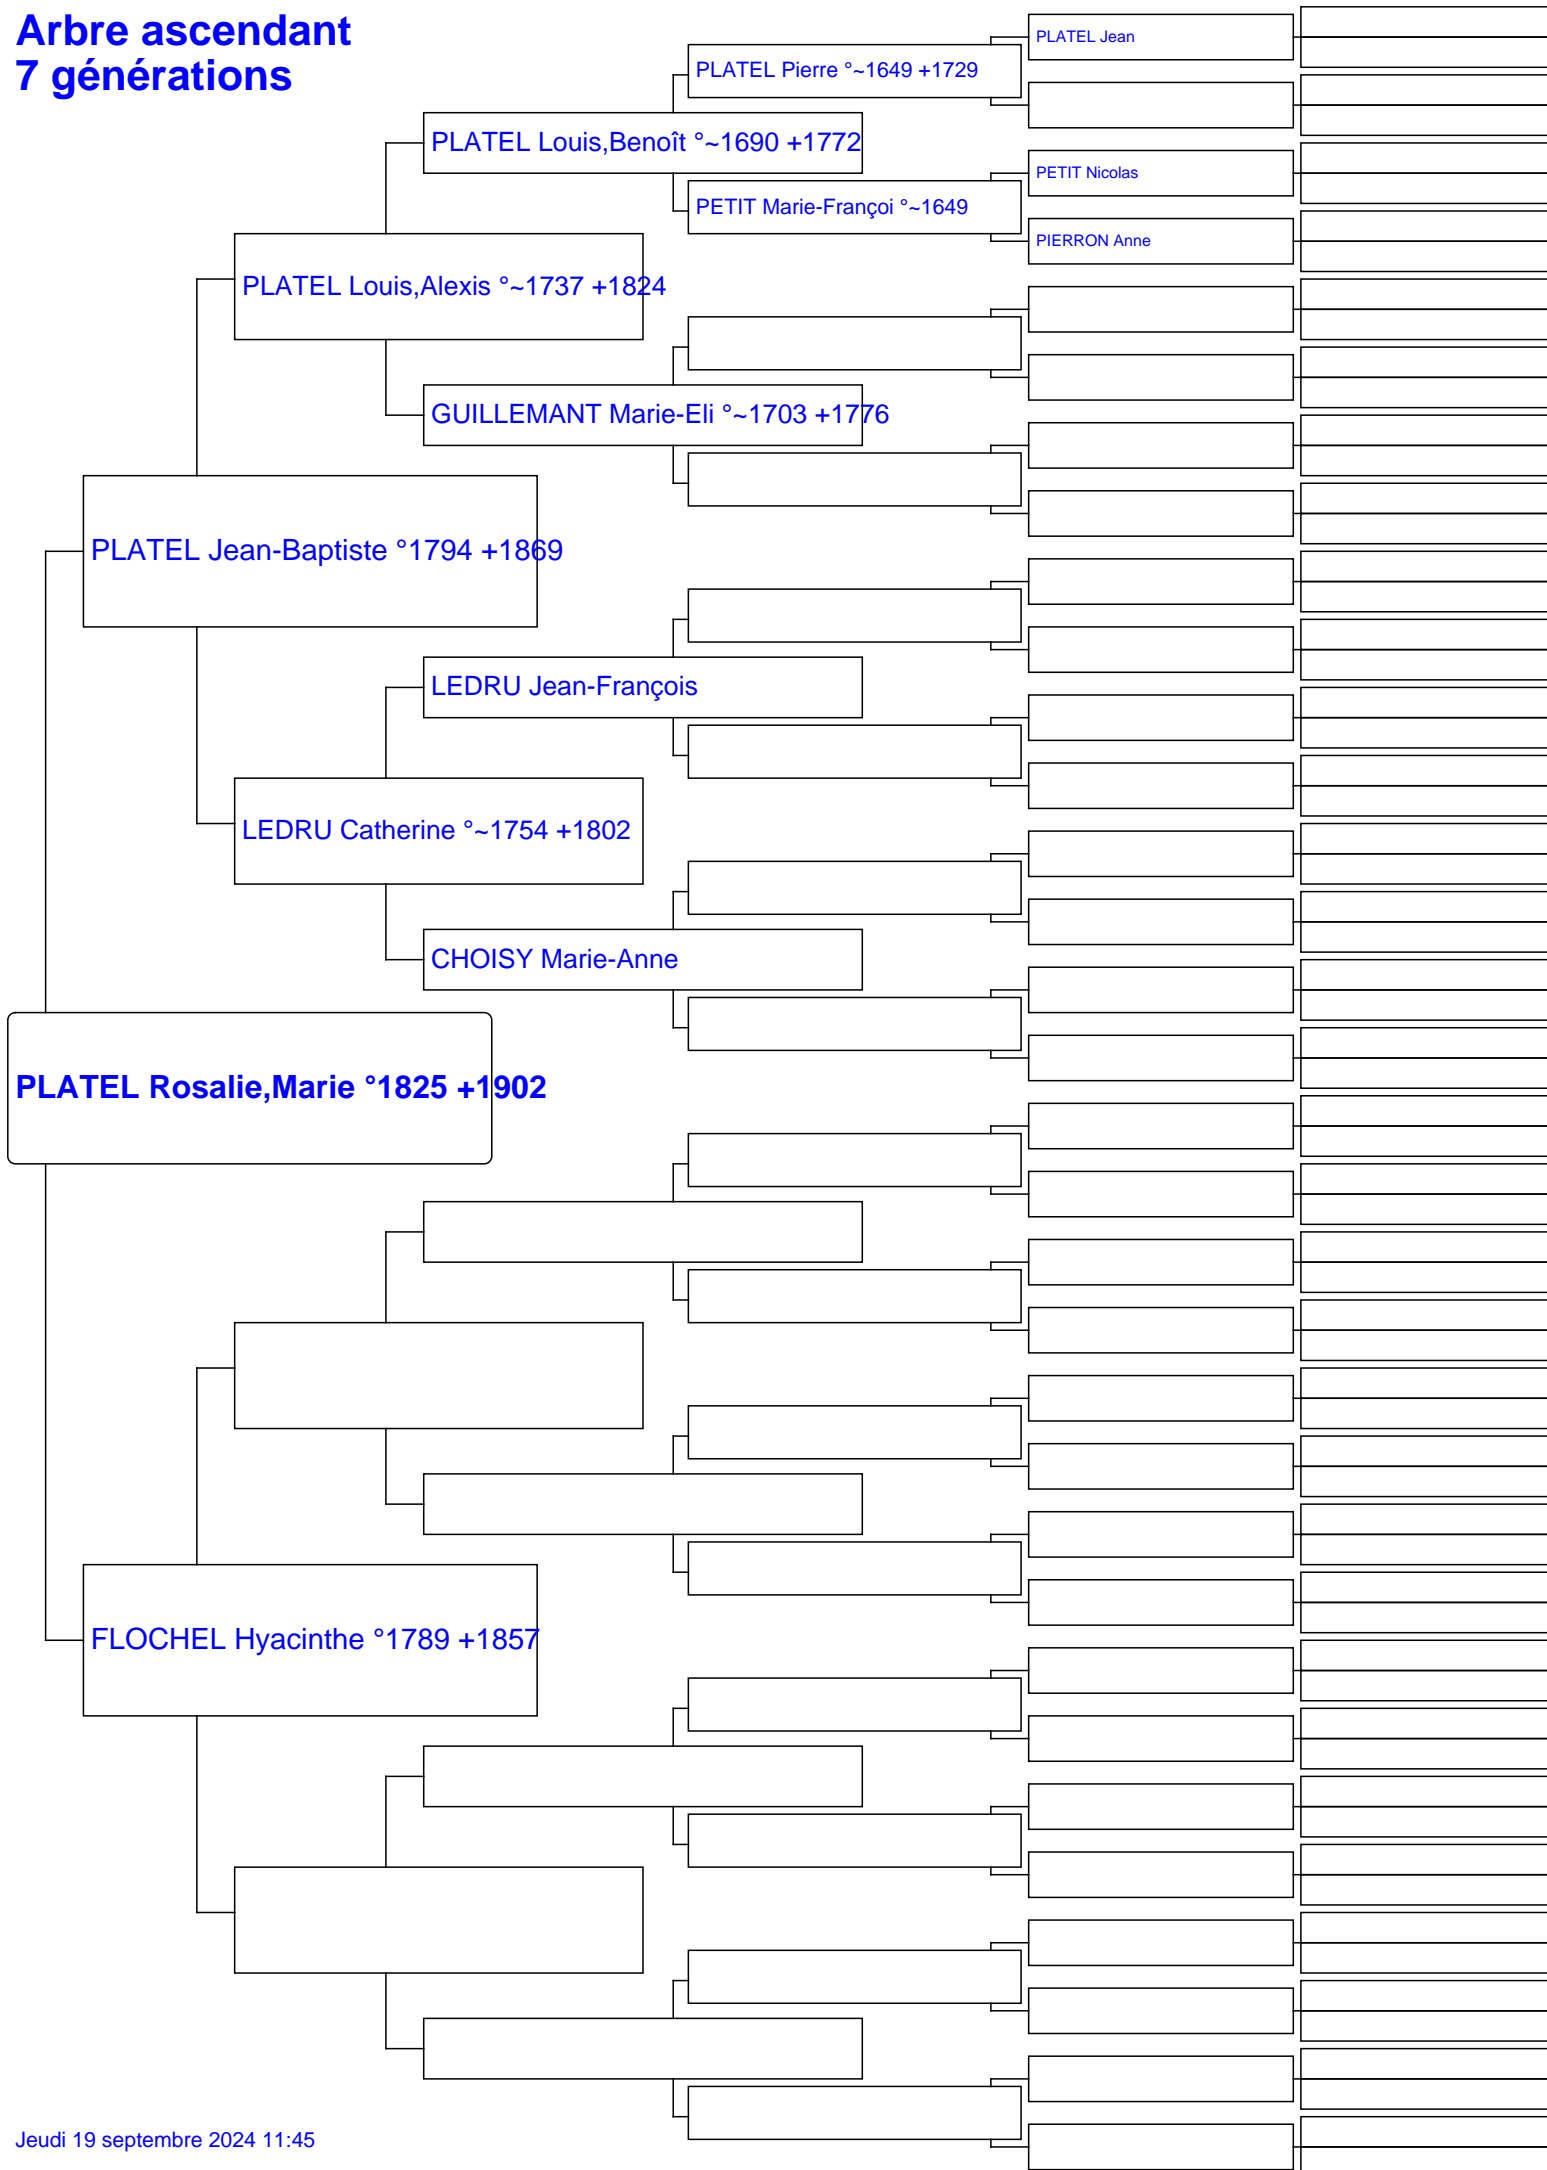 Arbre ascendant
7 générations
PLATEL Jean
PLATEL Pierre °~1649 +1729
PLATEL Louis,Benoît °~1690 +1772
PETIT Nicolas
PETIT Marie-Françoi °~1649
PIERRON Anne
PLATEL Louis,Alexis °~1737 +1824
GUILLEMANT Marie-Eli °~1703 +1776
PLATEL Jean-Baptiste °1794 +1869
LEDRU Jean-François
LEDRU Catherine °~1754 +1802
CHOISY Marie-Anne
PLATEL Rosalie,Marie °1825 +1902
FLOCHEL Hyacinthe °1789 +1857
Jeudi 19 septembre 2024 11:45